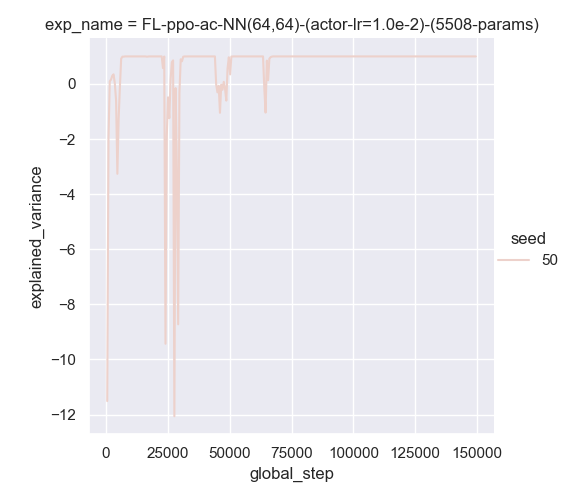 exp_name = FL-ppo-ac-NN(64,64)-(actor-lr=1.0e-2)-(5508-params)
0
−2
−4
−6
−8
−10
−12
explained_variance
seed
50
0 25000 50000 75000 100000 125000 150000
global_step